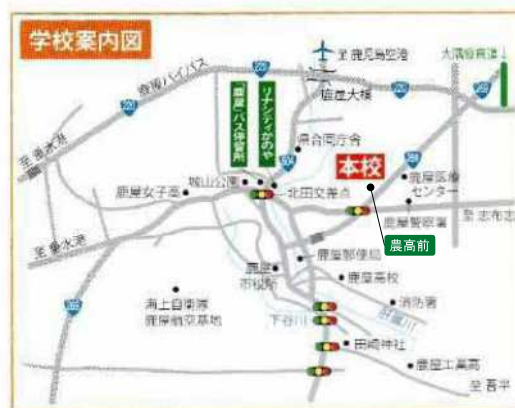 学校案内図
至 鹿児島空港
大隅縦貫道
鹿屋バイパス
220
220
220
269
鹿屋大橋
「鹿屋」バス停留所
リナシティかのや
県合同庁舎
504
本校
269
至 垂水港
城山公園
鹿屋医療
センター
鹿屋女子高
北田交差点
鹿屋警察署
至 志布志
農高前
至 垂水港
鹿屋郵便局
鹿屋
市役所
鹿屋高校
269
海上自衛隊
鹿屋航空基地
消防署
肝属川
下谷川
田崎神社
鹿屋工業高
至 吾平